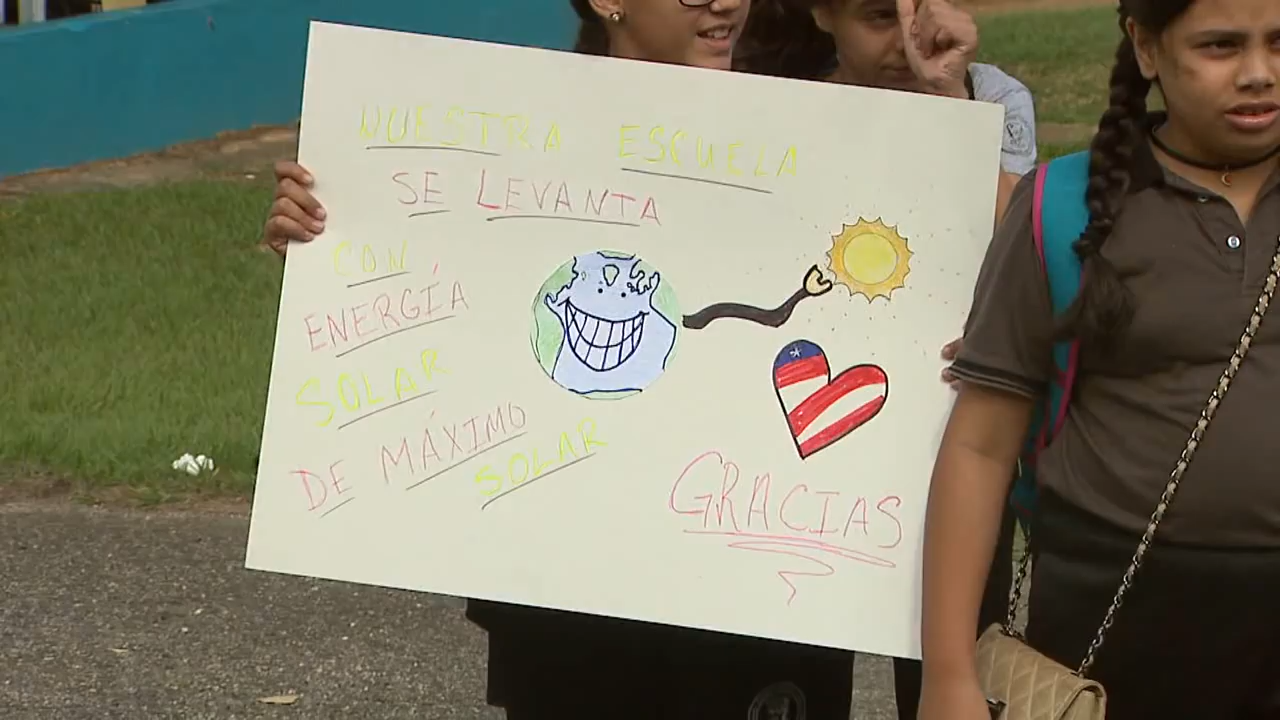 NUESTRA ESCUELA
SE LEVANTA
CON
ENERGÍA
SOLAR
DE MÁXIMO
SOLAR
GRACIAS